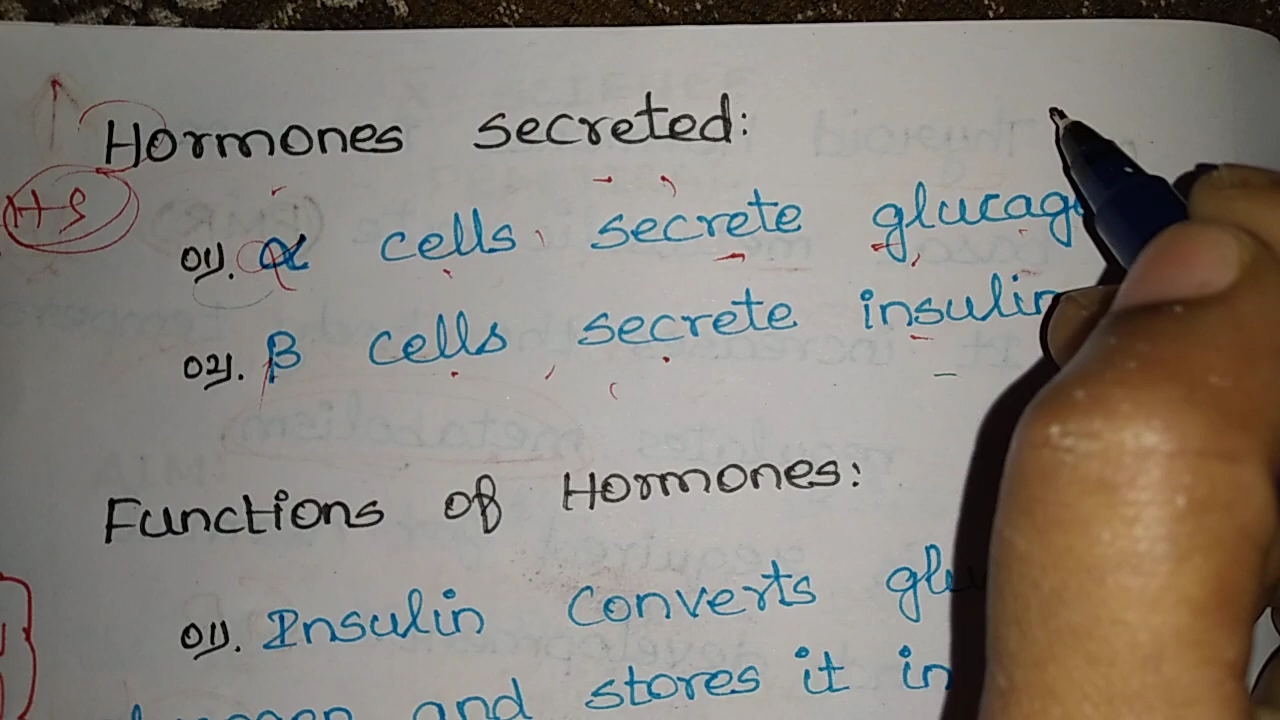 Hormones secreted:
HS
01). α cells secrete glucag
02). β cells secrete insulin
Functions of Hormones:
01). Insulin converts glu
and stores it in